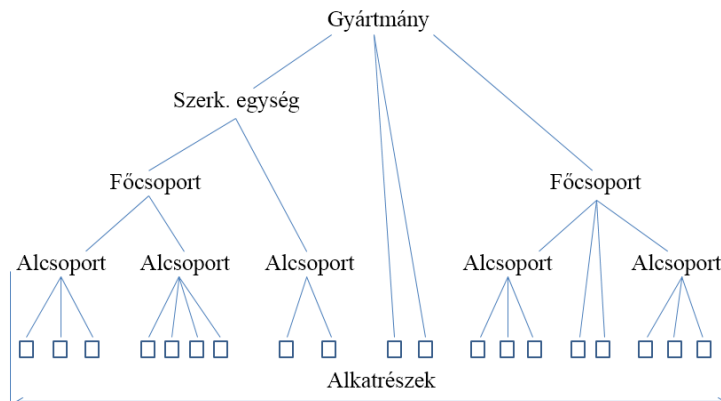 Gyártmány
Szerk. egység
Főcsoport
Főcsoport
Alcsoport
Alcsoport
Alcsoport
Alcsoport
Alcsoport
Alkatrészek